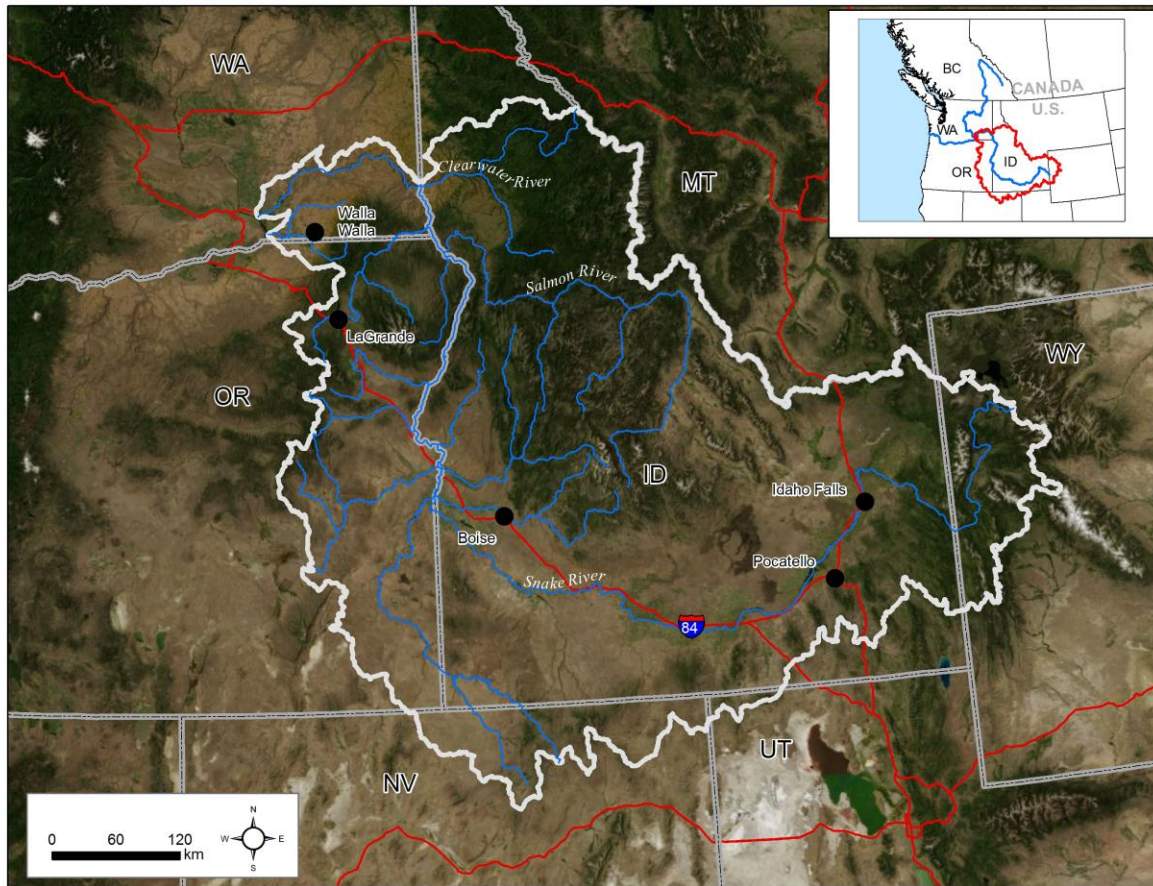 WA
BC
CANADA
U.S.
WA
ID
OR
Clearwater River
MT
Walla
Walla
Salmon River
LaGrande
WY
OR
ID
Idaho Falls
Boise
Pocatello
Snake River
84
UT
NV
0 60 120
km
N
W E
S